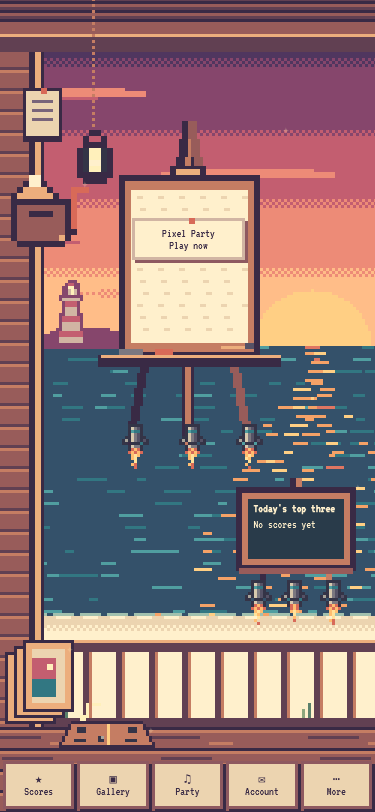 Pixel Party
Play now
Today's top three
No scores yet
Scores
Gallery
Party
Account
More